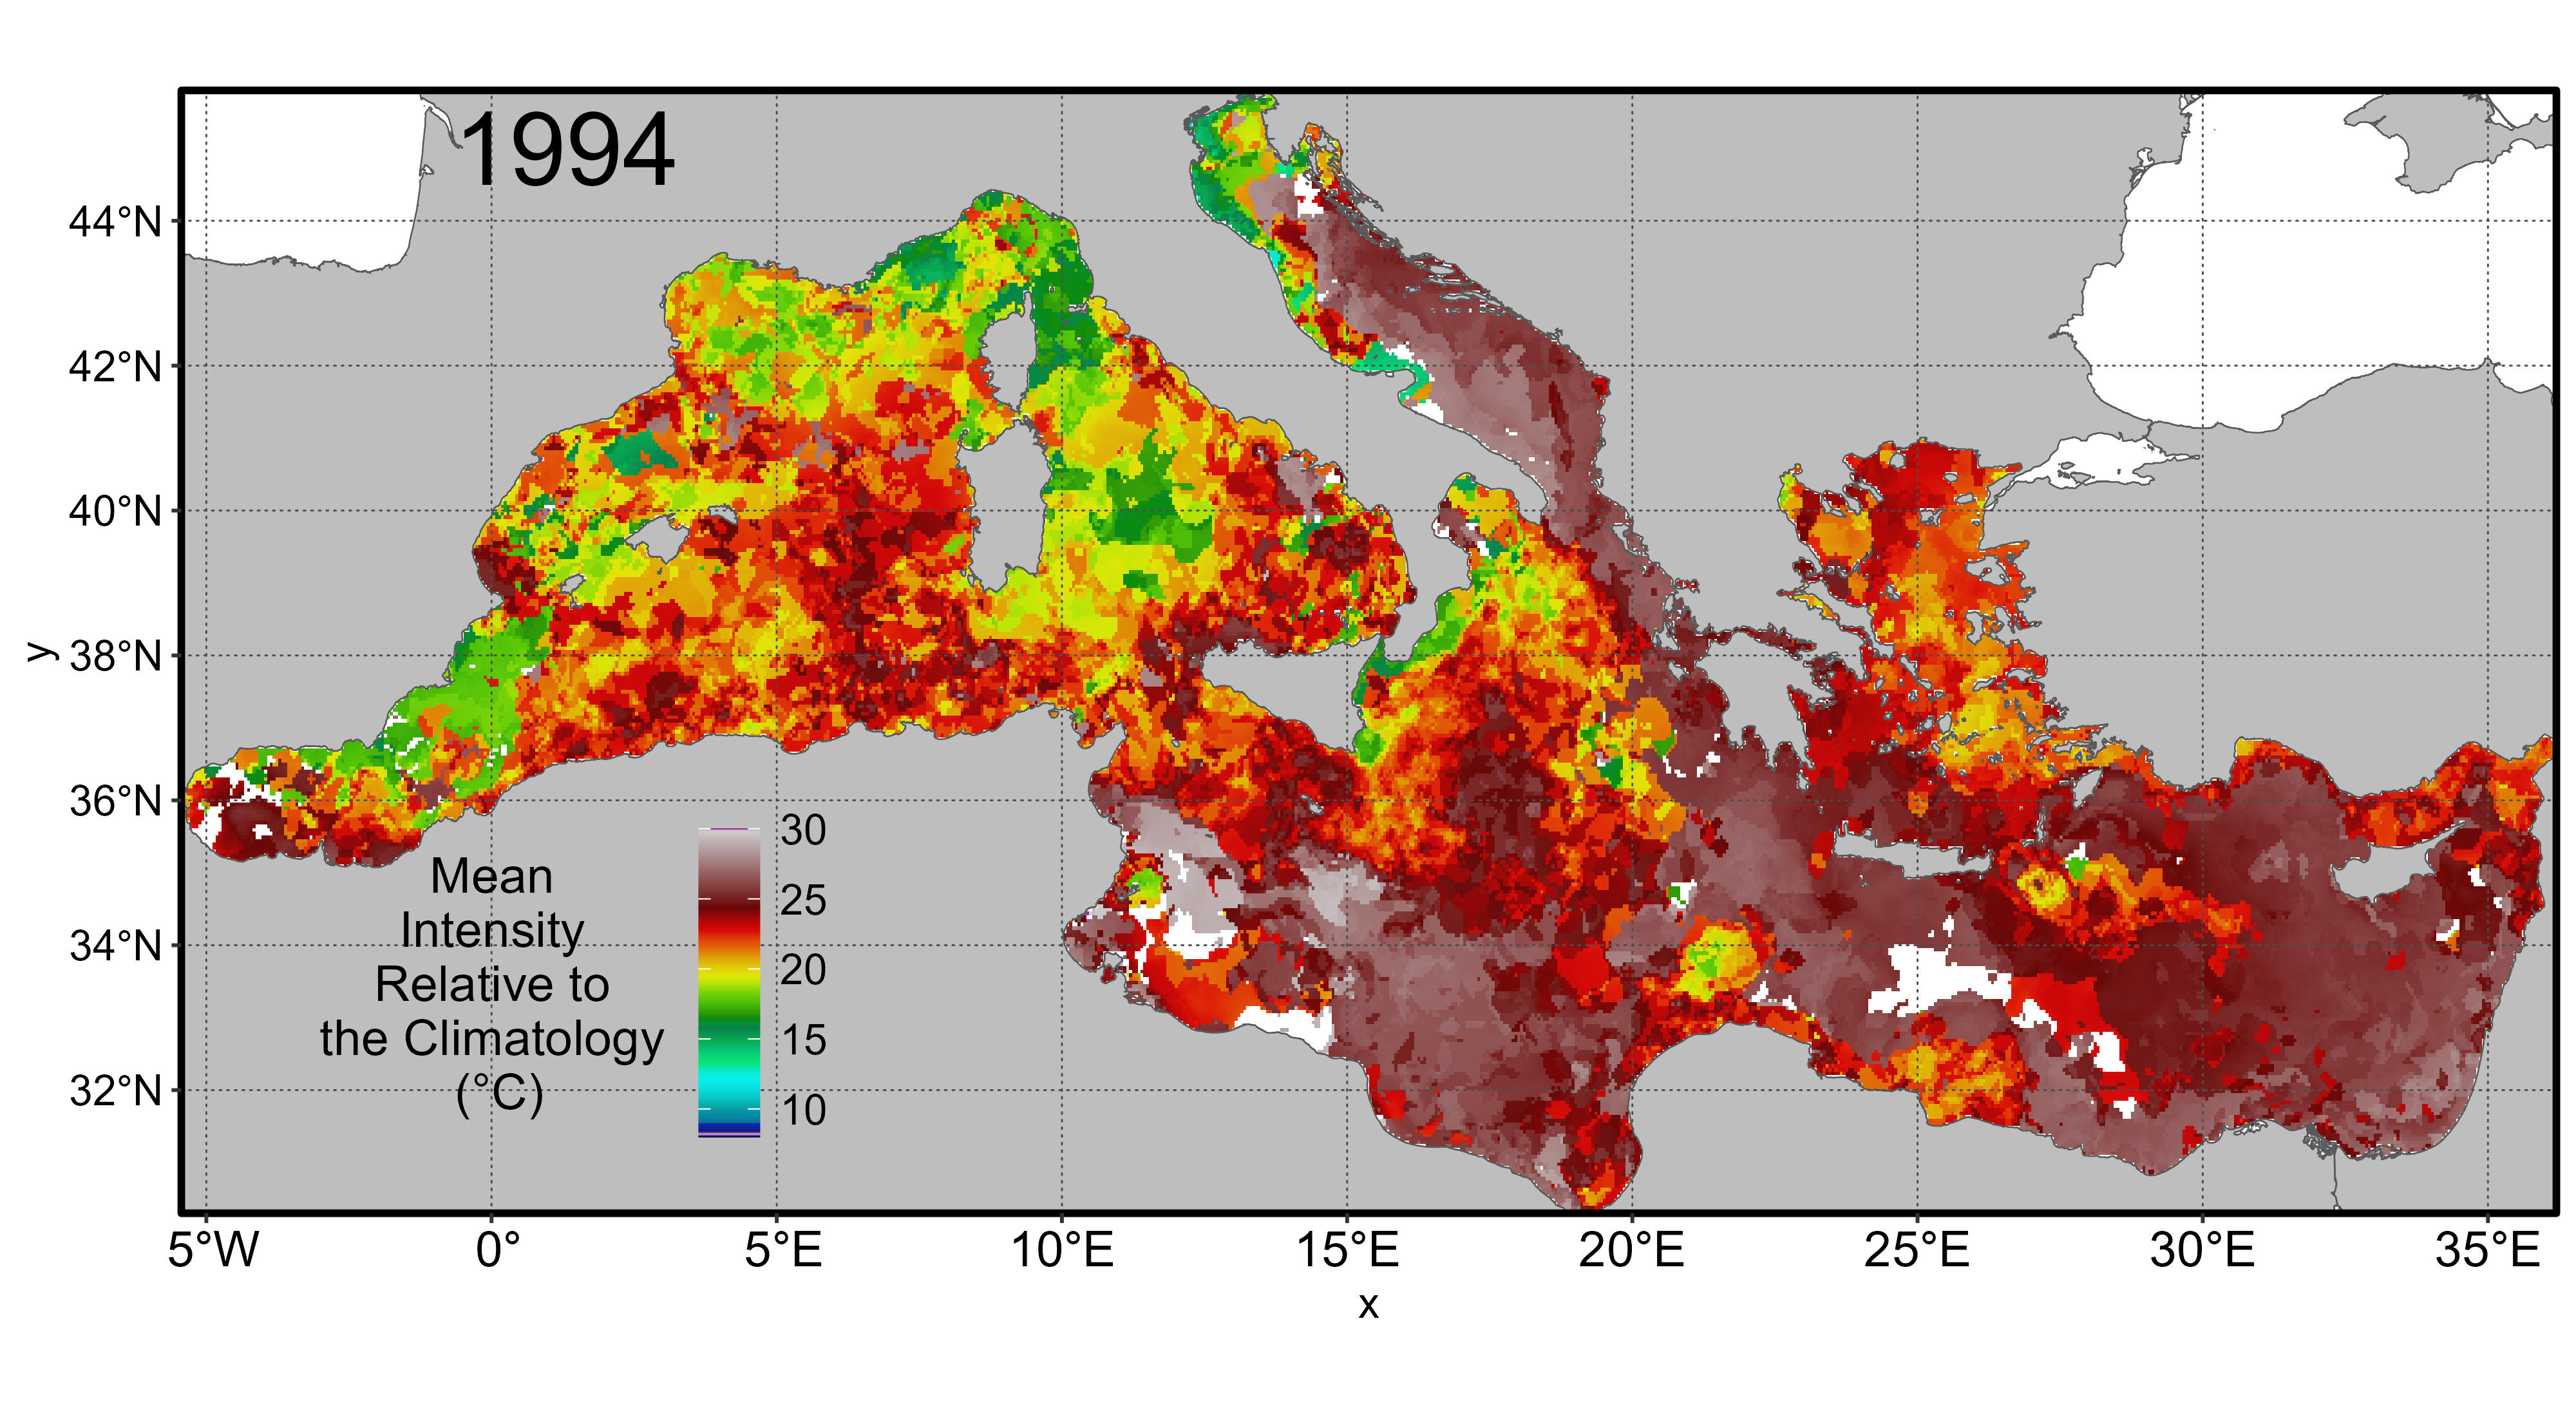 1994
44°N
42°N
40°N
38°N
36°N
34°N
32°N
y
Mean
Intensity
Relative to
the Climatology
(°C)
30
25
20
15
10
5°W
0°
5°E
10°E
15°E
20°E
25°E
30°E
35°E
x